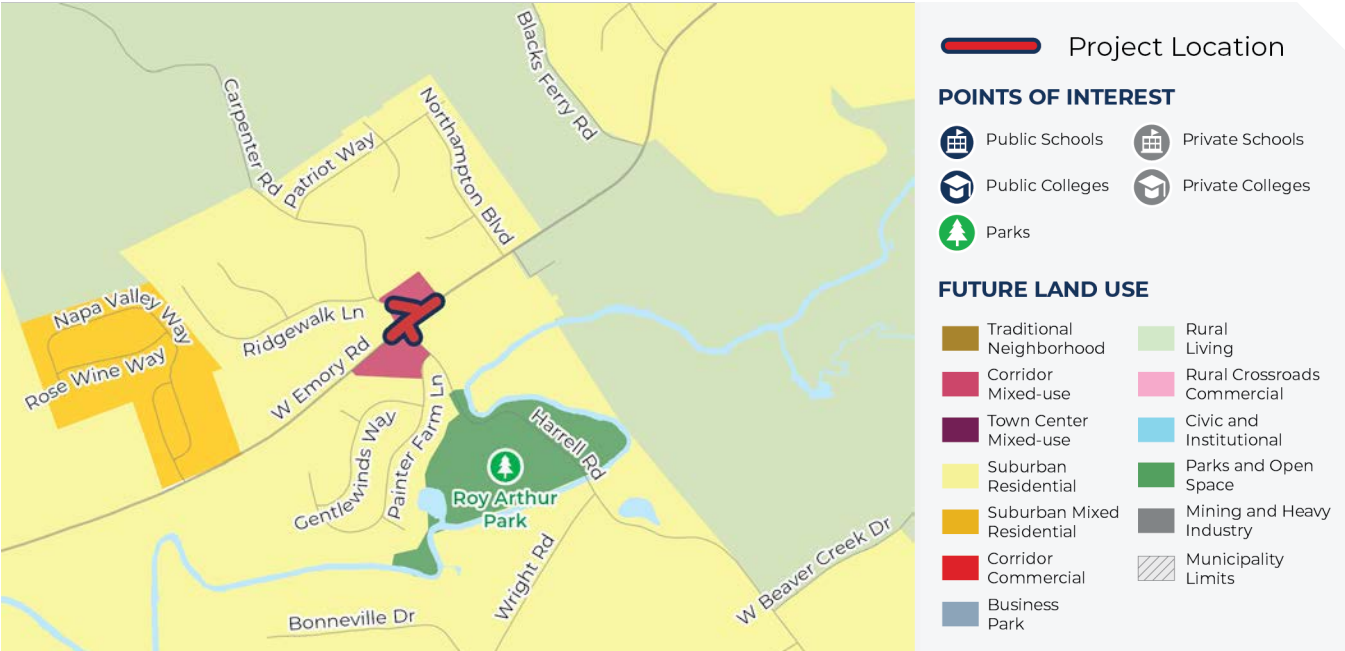 Blacks Ferry Rd
Carpenter Rd
Patriot Way
Northampton Blvd
Napa Valley Way
Ridgewalk Ln
Rose Wine Way
W Emory Rd
Gentlewinds Way
Painter Farm Ln
Harrell Rd
Roy Arthur
Park
Wright Rd
W Beaver Creek Dr
Bonneville Dr
Project Location
POINTS OF INTEREST
Public Schools
Private Schools
Public Colleges
Private Colleges
Parks
FUTURE LAND USE
Traditional
Neighborhood
Corridor
Mixed-use
Town Center
Mixed-use
Suburban
Residential
Suburban Mixed
Residential
Corridor
Commercial
Business
Park
Rural
Living
Rural Crossroads
Commercial
Civic and
Institutional
Parks and Open
Space
Mining and Heavy
Industry
Municipality
Limits